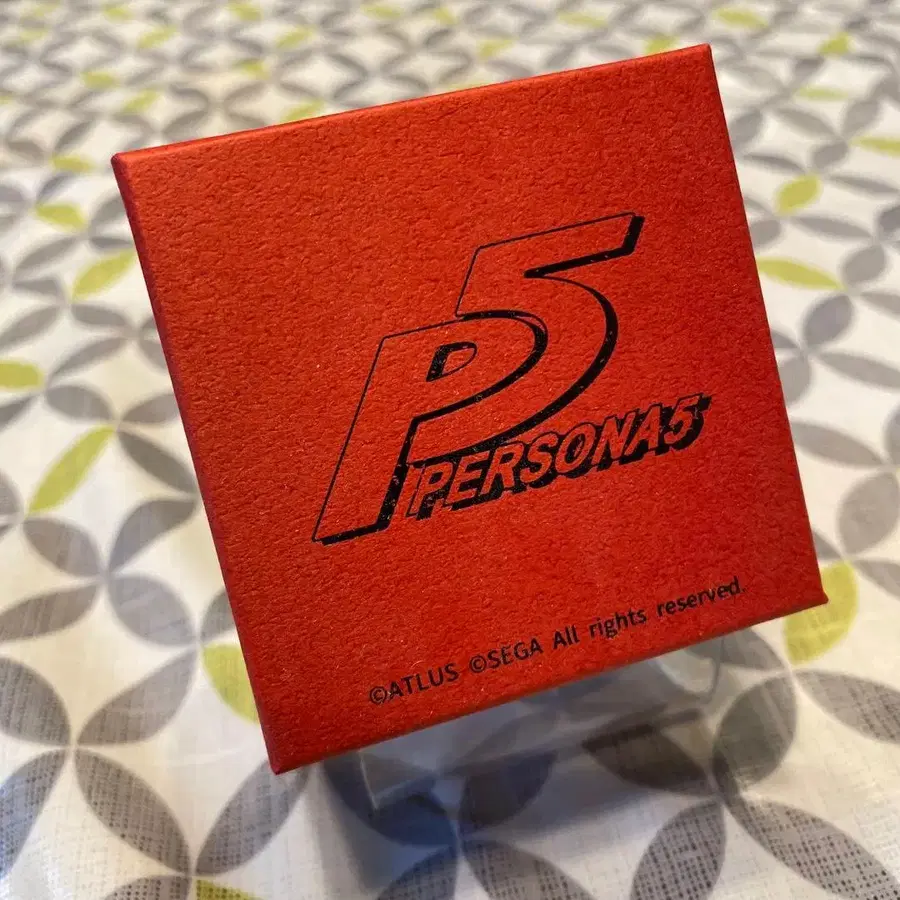 P5
PERSONA5
©ATLUS ©SEGA All rights reserved.